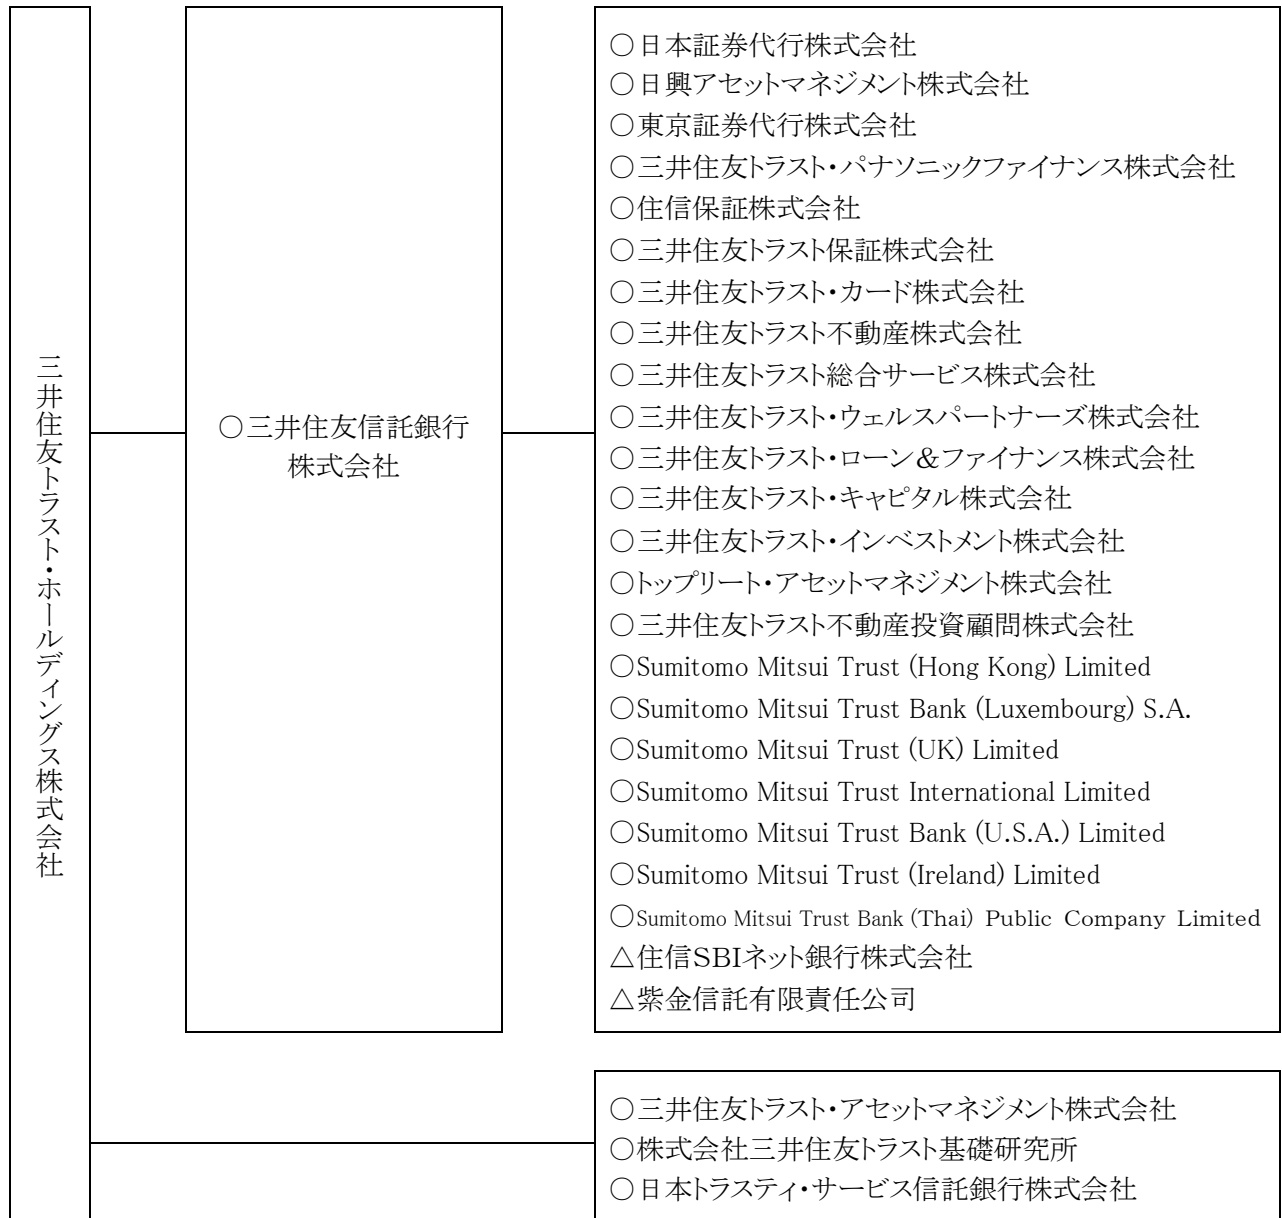 三井住友トラスト・ホールディングス株式会社
○三井住友信託銀行
株式会社
○日本証券代行株式会社
○日興アセットマネジメント株式会社
○東京証券代行株式会社
○三井住友トラスト・パナソニックファイナンス株式会社
○住信保証株式会社
○三井住友トラスト保証株式会社
○三井住友トラスト・カード株式会社
○三井住友トラスト不動産株式会社
○三井住友トラスト総合サービス株式会社
○三井住友トラスト・ウェルスパートナーズ株式会社
○三井住友トラスト・ローン&ファイナンス株式会社
○三井住友トラスト・キャピタル株式会社
○三井住友トラスト・インベストメント株式会社
○トップリート・アセットマネジメント株式会社
○三井住友トラスト不動産投資顧問株式会社
○Sumitomo Mitsui Trust (Hong Kong) Limited
○Sumitomo Mitsui Trust Bank (Luxembourg) S.A.
○Sumitomo Mitsui Trust (UK) Limited
○Sumitomo Mitsui Trust International Limited
○Sumitomo Mitsui Trust Bank (U.S.A.) Limited
○Sumitomo Mitsui Trust (Ireland) Limited
○Sumitomo Mitsui Trust Bank (Thai) Public Company Limited
△住信SBIネット銀行株式会社
△紫金信託有限責任公司
○三井住友トラスト・アセットマネジメント株式会社
○株式会社三井住友トラスト基礎研究所
○日本トラスティ・サービス信託銀行株式会社